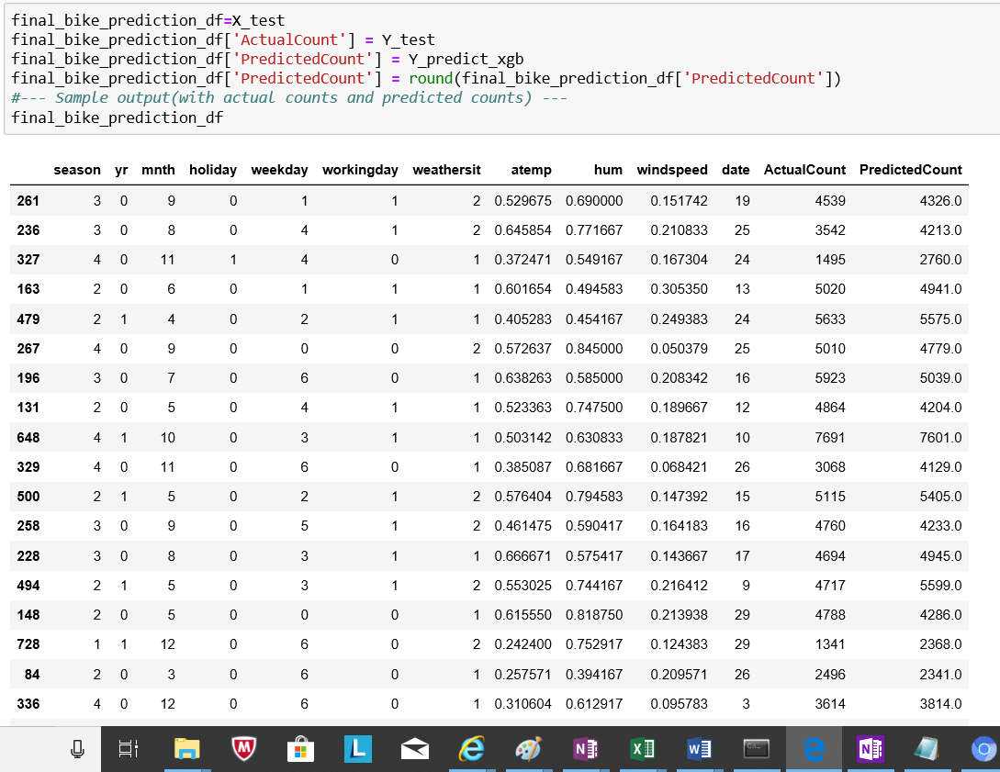 final_bike_prediction_df=X_test
final_bike_prediction_df['ActualCount'] = Y_test
final_bike_prediction_df['PredictedCount'] = Y_predict_xgb
final_bike_prediction_df['PredictedCount'] = round(final_bike_prediction_df['PredictedCount'])
#--- Sample output(with actual counts and predicted counts) ---
final_bike_prediction_df
season yr mnth holiday weekday workingday weathersit atemp hum windspeed date ActualCount PredictedCount
261 3 0 9 0 1 1 2 0.529675 0.690000 0.151742 19 4539 4326.0
236 3 0 8 0 4 1 2 0.645854 0.771667 0.210833 25 3542 4213.0
327 4 0 11 1 4 0 1 0.372471 0.549167 0.167304 24 1495 2760.0
163 2 0 6 0 1 1 1 0.601654 0.494583 0.305350 13 5020 4941.0
479 2 1 4 0 2 1 1 0.405283 0.454167 0.249383 24 5633 5575.0
267 4 0 9 0 0 0 2 0.572637 0.845000 0.050379 25 5010 4779.0
196 3 0 7 0 6 0 1 0.638263 0.585000 0.208342 16 5923 5039.0
131 2 0 5 0 4 1 1 0.523363 0.747500 0.189667 12 4864 4204.0
648 4 1 10 0 3 1 1 0.503142 0.630833 0.187821 10 7691 7601.0
329 4 0 11 0 6 0 1 0.385087 0.681667 0.068421 26 3068 4129.0
500 2 1 5 0 2 1 2 0.576404 0.794583 0.147392 15 5115 5405.0
258 3 0 9 0 5 1 2 0.461475 0.590417 0.164183 16 4760 4233.0
228 3 0 8 0 3 1 1 0.666671 0.575417 0.143667 17 4694 4945.0
494 2 1 5 0 3 1 2 0.553025 0.744167 0.216412 9 4717 5599.0
148 2 0 5 0 0 0 1 0.615550 0.818750 0.213938 29 4788 4286.0
728 1 1 12 0 6 0 2 0.242400 0.752917 0.124383 29 1341 2368.0
84 2 0 3 0 6 0 1 0.257571 0.394167 0.209571 26 2496 2341.0
336 4 0 12 0 6 0 1 0.310604 0.612917 0.095783 3 3614 3814.0